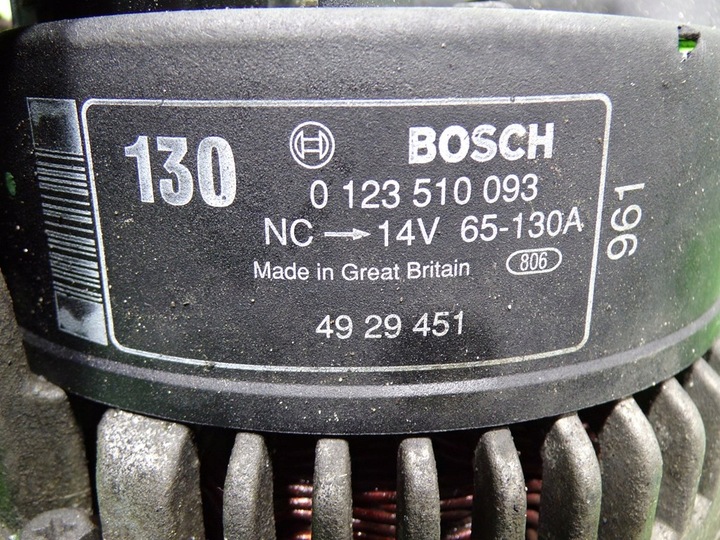 130
BOSCH
0 123 510 093
NC → 14V 65-130A
Made in Great Britain 806
49 29 451
961